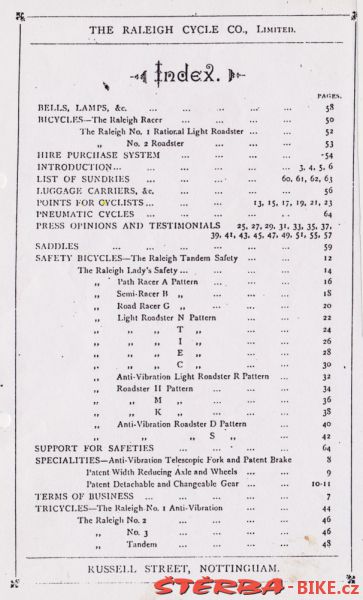 THE RALEIGH CYCLE CO., LIMITED.
Index.
PAGES.
BELLS, LAMPS, &c. ... ... ... ... ... 58
BICYCLES—The Raleigh Racer ... ... ... ... 50
The Raleigh No. 1 Rational Light Roadster ... ... 52
„ No. 2 Roadster ... ... ... 53
HIRE PURCHASE SYSTEM ... ... ... ... 54
INTRODUCTION... ... ... ... ... 3, 4, 5, 6
LIST OF SUNDRIES ... ... ... ... 60, 61, 62, 63
LUGGAGE CARRIERS, &c. ... ... ... ... 56
POINTS FOR CYCLISTS... ... ... 13, 15, 17, 19, 21, 23
PNEUMATIC CYCLES ... ... ... ... ... 64
PRESS OPINIONS AND TESTIMONIALS 25, 27, 29, 31, 33, 35, 37,
39, 41, 43, 45, 47, 49, 51, 55, 57
SADDLES ... ... ... ... ... ... 59
SAFETY BICYCLES—The Raleigh Tandem Safety ... ... 12
The Raleigh Lady's Safety... ... ... ... 14
„ Path Racer A Pattern ... ... ... 16
„ Semi-Racer B „ ... ... ... 18
„ Road Racer G „ ... ... ... 20
„ Light Roadster N Pattern ... ... ... 22
„ „ „ T „ ... ... ... 24
„ „ „ I „ ... ... ... 26
„ „ „ E „ ... ... ... 28
„ „ „ C „ ... ... ... 30
„ Anti-Vibration Light Roadster R Pattern ... 32
„ Roadster H Pattern ... ... ... 34
„ „ M „ ... ... ... 36
„ „ K „ ... ... ... 38
„ Anti-Vibration Roadster D Pattern ... ... 40
„ „ „ S „ ... ... 42
SUPPORT FOR SAFETIES ... ... ... ... 64
SPECIALITIES—Anti-Vibration Telescopic Fork and Patent Brake 8
Patent Width Reducing Axle and Wheels ... ... 9
Patent Detachable and Changeable Gear ... ... 10-11
TERMS OF BUSINESS ... ... ... ... ... 7
TRICYCLES—The Raleigh No. 1 Anti-Vibration ... ... 44
The Raleigh No. 2 ... ... ... ... 46
„ No. 3 ... ... ... ... 46
„ Tandem ... ... ... ... 48
RUSSELL STREET, NOTTINGHAM.
ŠTĚRBA-BIKE.cz